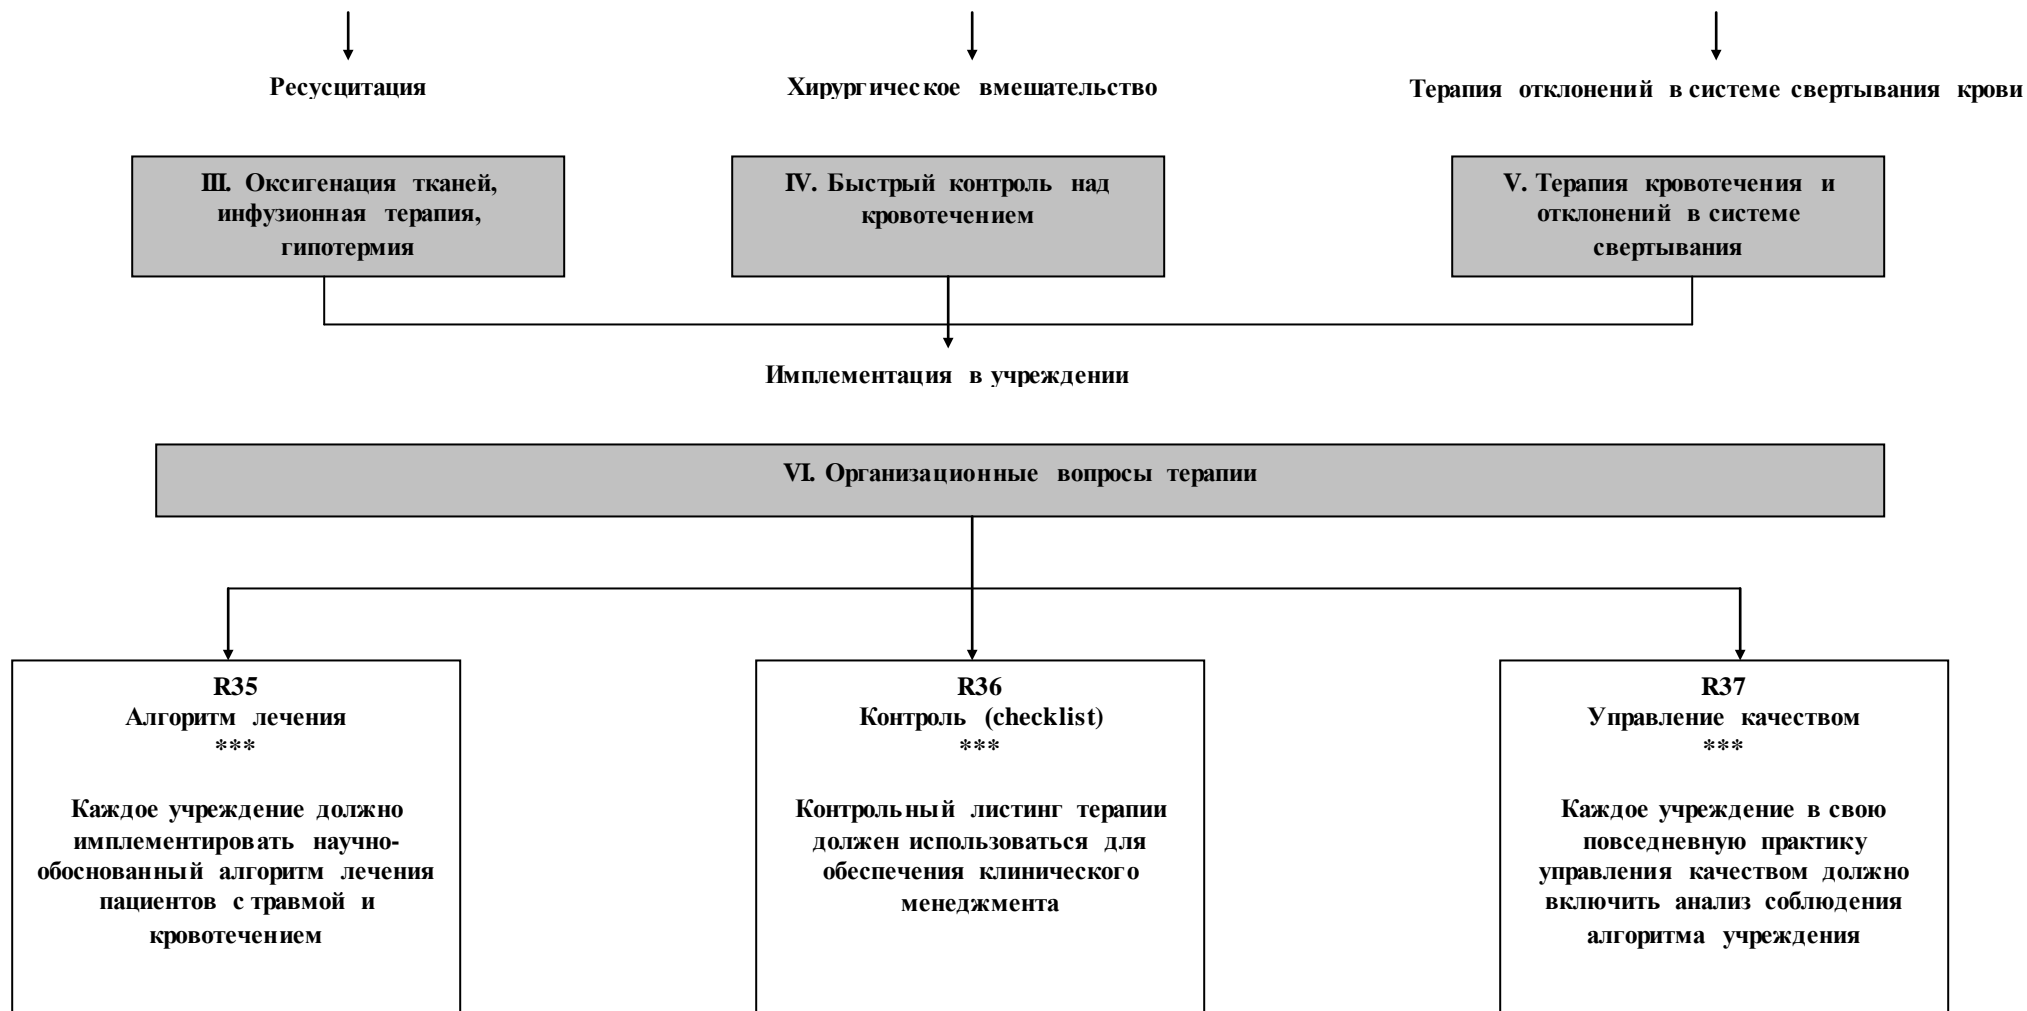 Ресусцитация
Хирургическое вмешательство
Терапия отклонений в системе свертывания крови
III. Оксигенация тканей,
инфузионная терапия,
гипотермия
IV. Быстрый контроль над
кровотечением
V. Терапия кровотечения и
отклонений в системе
свертывания
Имплементация в учреждении
VI. Организационные вопросы терапии
R35
Алгоритм лечения
***
Каждое учреждение должно
имплементировать научно-
обоснованный алгоритм лечения
пациентов с травмой и
кровотечением
R36
Контроль (checklist)
***
Контрольный листинг терапии
должен использоваться для
обеспечения клинического
менеджмента
R37
Управление качеством
***
Каждое учреждение в свою
повседневную практику
управления качеством должно
включить анализ соблюдения
алгоритма учреждения